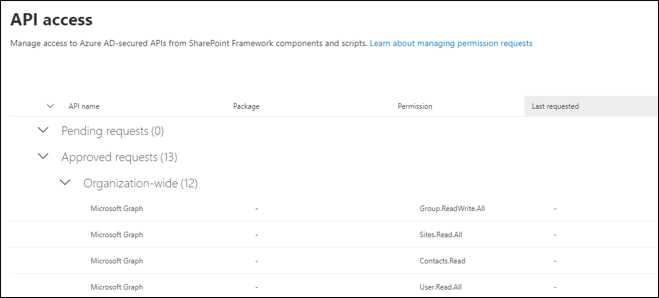 API access
Manage access to Azure AD-secured APIs from SharePoint Framework components and scripts. Learn about managing permission requests
API name Package Permission Last requested
Pending requests (0)
Approved requests (13)
Organization-wide (12)
Microsoft Graph - Group.ReadWrite.All -
Microsoft Graph - Sites.Read.All -
Microsoft Graph - Contacts.Read -
Microsoft Graph - User.Read.All -